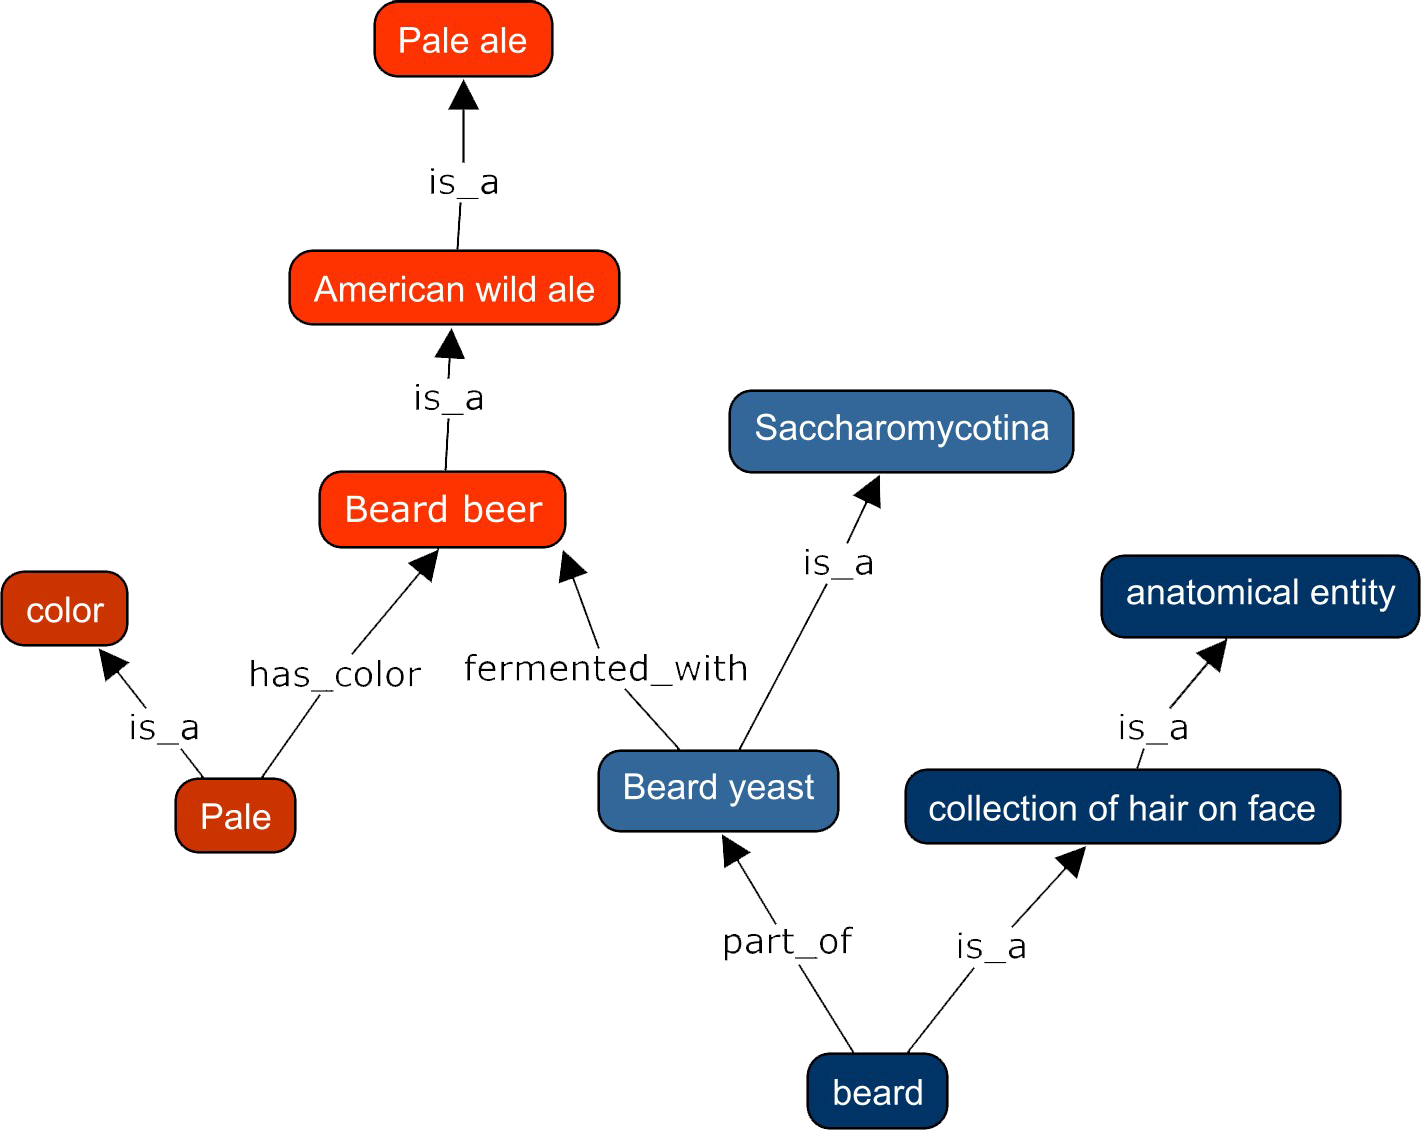 Pale ale
is_a
American wild ale
is_a
Saccharomycotina
Beard beer
is_a
anatomical entity
color
has_color
fermented_with
is_a
is_a
Beard yeast
collection of hair on face
Pale
part_of
is_a
beard